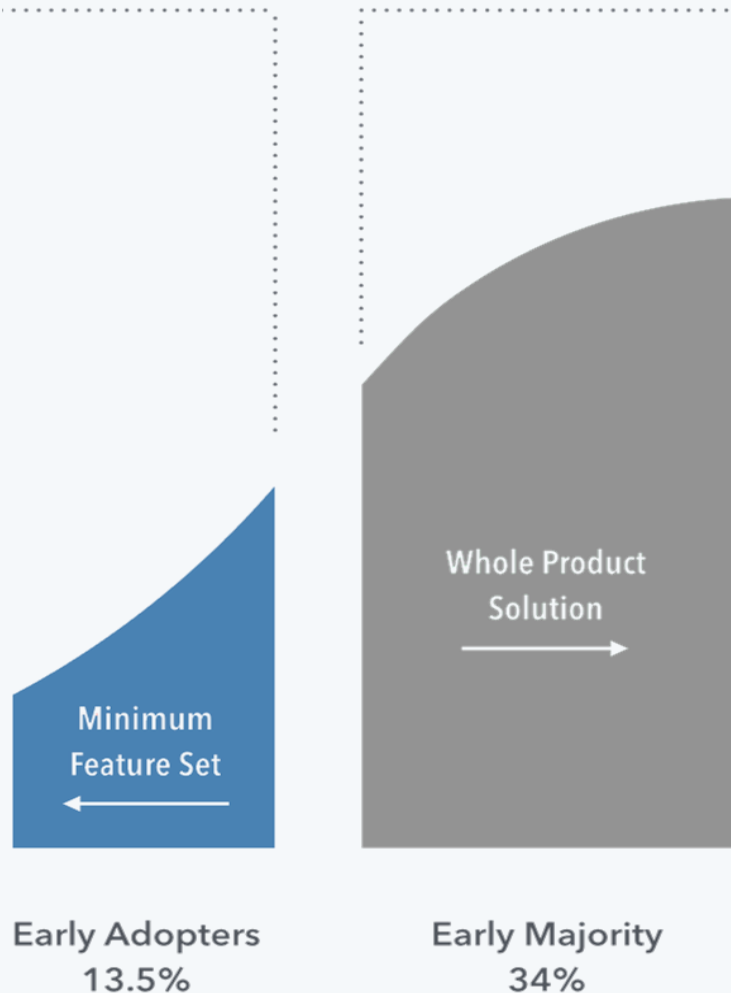 Minimum
Feature Set
Whole Product
Solution
Early Adopters
13.5%
Early Majority
34%